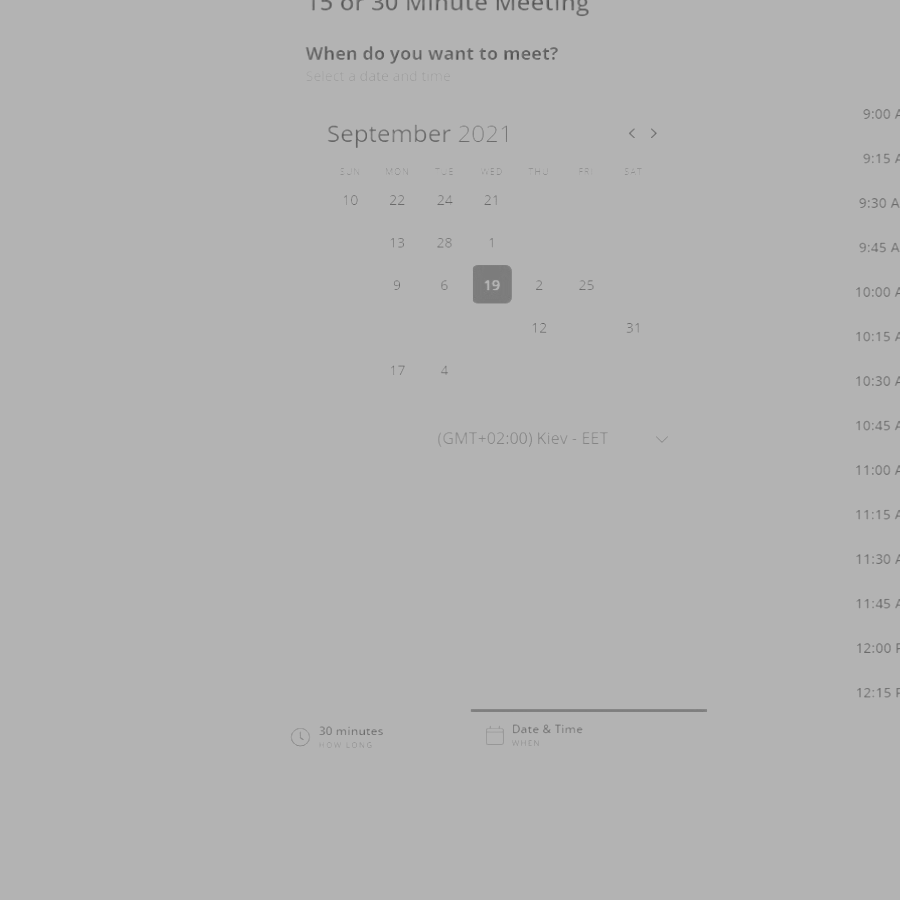 15 or 30 Minute Meeting
When do you want to meet?
Select a date and time
September 2021
SUN MON TUE WED THU FRI SAT
10 22 24 21
13 28 1
9 6 19 2 25
12 31
17 4
(GMT+02:00) Kiev - EET
9:00 A
9:15 A
9:30 A
9:45 A
10:00 A
10:15 A
10:30 A
10:45 A
11:00 A
11:15 A
11:30 A
11:45 A
12:00 P
12:15 P
30 minutes
HOW LONG
Date & Time
WHEN